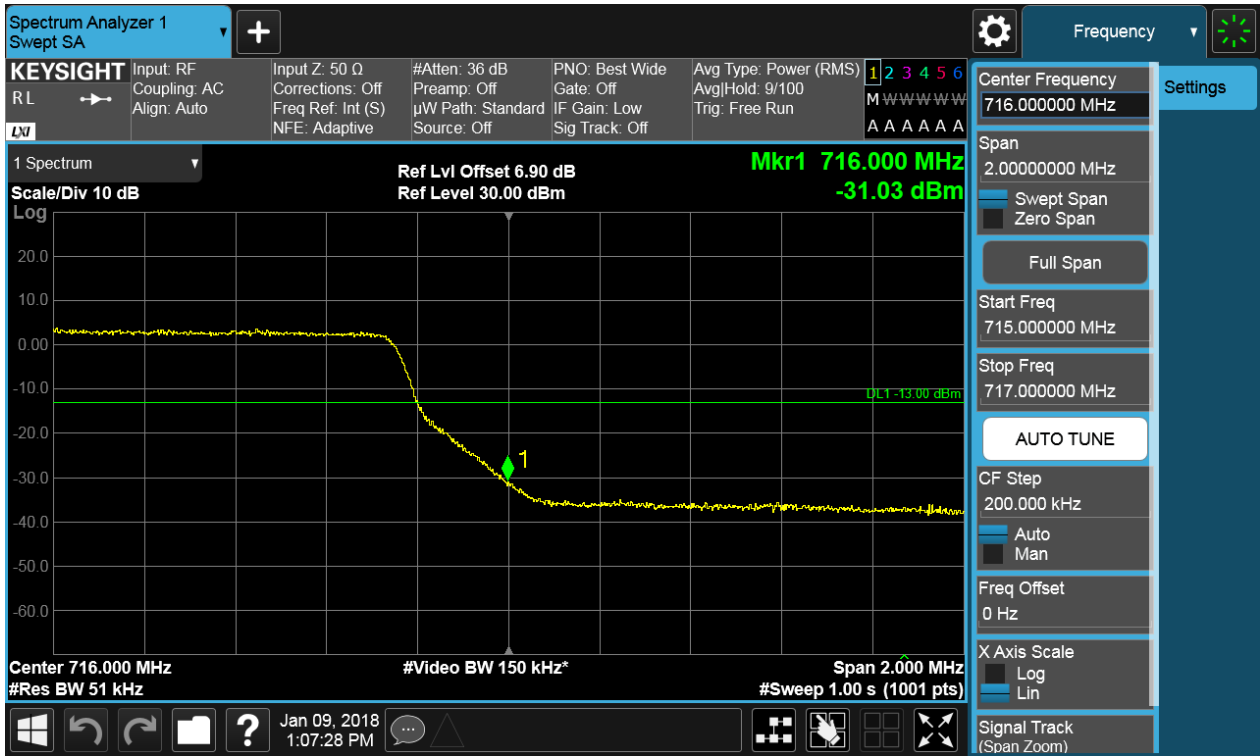 Spectrum Analyzer 1
Swept SA
+
Frequency
KEYSIGHT
R L
LXI
Input: RF
Coupling: AC
Align: Auto
Input Z: 50 Ω
Corrections: Off
Freq Ref: Int (S)
NFE: Adaptive
#Atten: 36 dB
Preamp: Off
µW Path: Standard
Source: Off
PNO: Best Wide
Gate: Off
IF Gain: Low
Sig Track: Off
Avg Type: Power (RMS)
Avg|Hold: 9/100
Trig: Free Run
1 2 3 4 5 6
M W W W W W
A A A A A A
1 Spectrum
Scale/Div 10 dB
Log
Ref Lvl Offset 6.90 dB
Ref Level 30.00 dBm
Mkr1 716.000 MHz
-31.03 dBm
20.0
10.0
0.00
-10.0
-20.0
-30.0
-40.0
-50.0
-60.0
DL1 -13.00 dBm
1
Center 716.000 MHz
#Video BW 150 kHz*
Span 2.000 MHz
#Res BW 51 kHz
#Sweep 1.00 s (1001 pts)
Center Frequency
716.000000 MHz
Settings
Span
2.00000000 MHz
Swept Span
Zero Span
Full Span
Start Freq
715.000000 MHz
Stop Freq
717.000000 MHz
AUTO TUNE
CF Step
200.000 kHz
Auto
Man
Freq Offset
0 Hz
X Axis Scale
Log
Lin
Signal Track
(Span Zoom)
?
Jan 09, 2018
1:07:28 PM